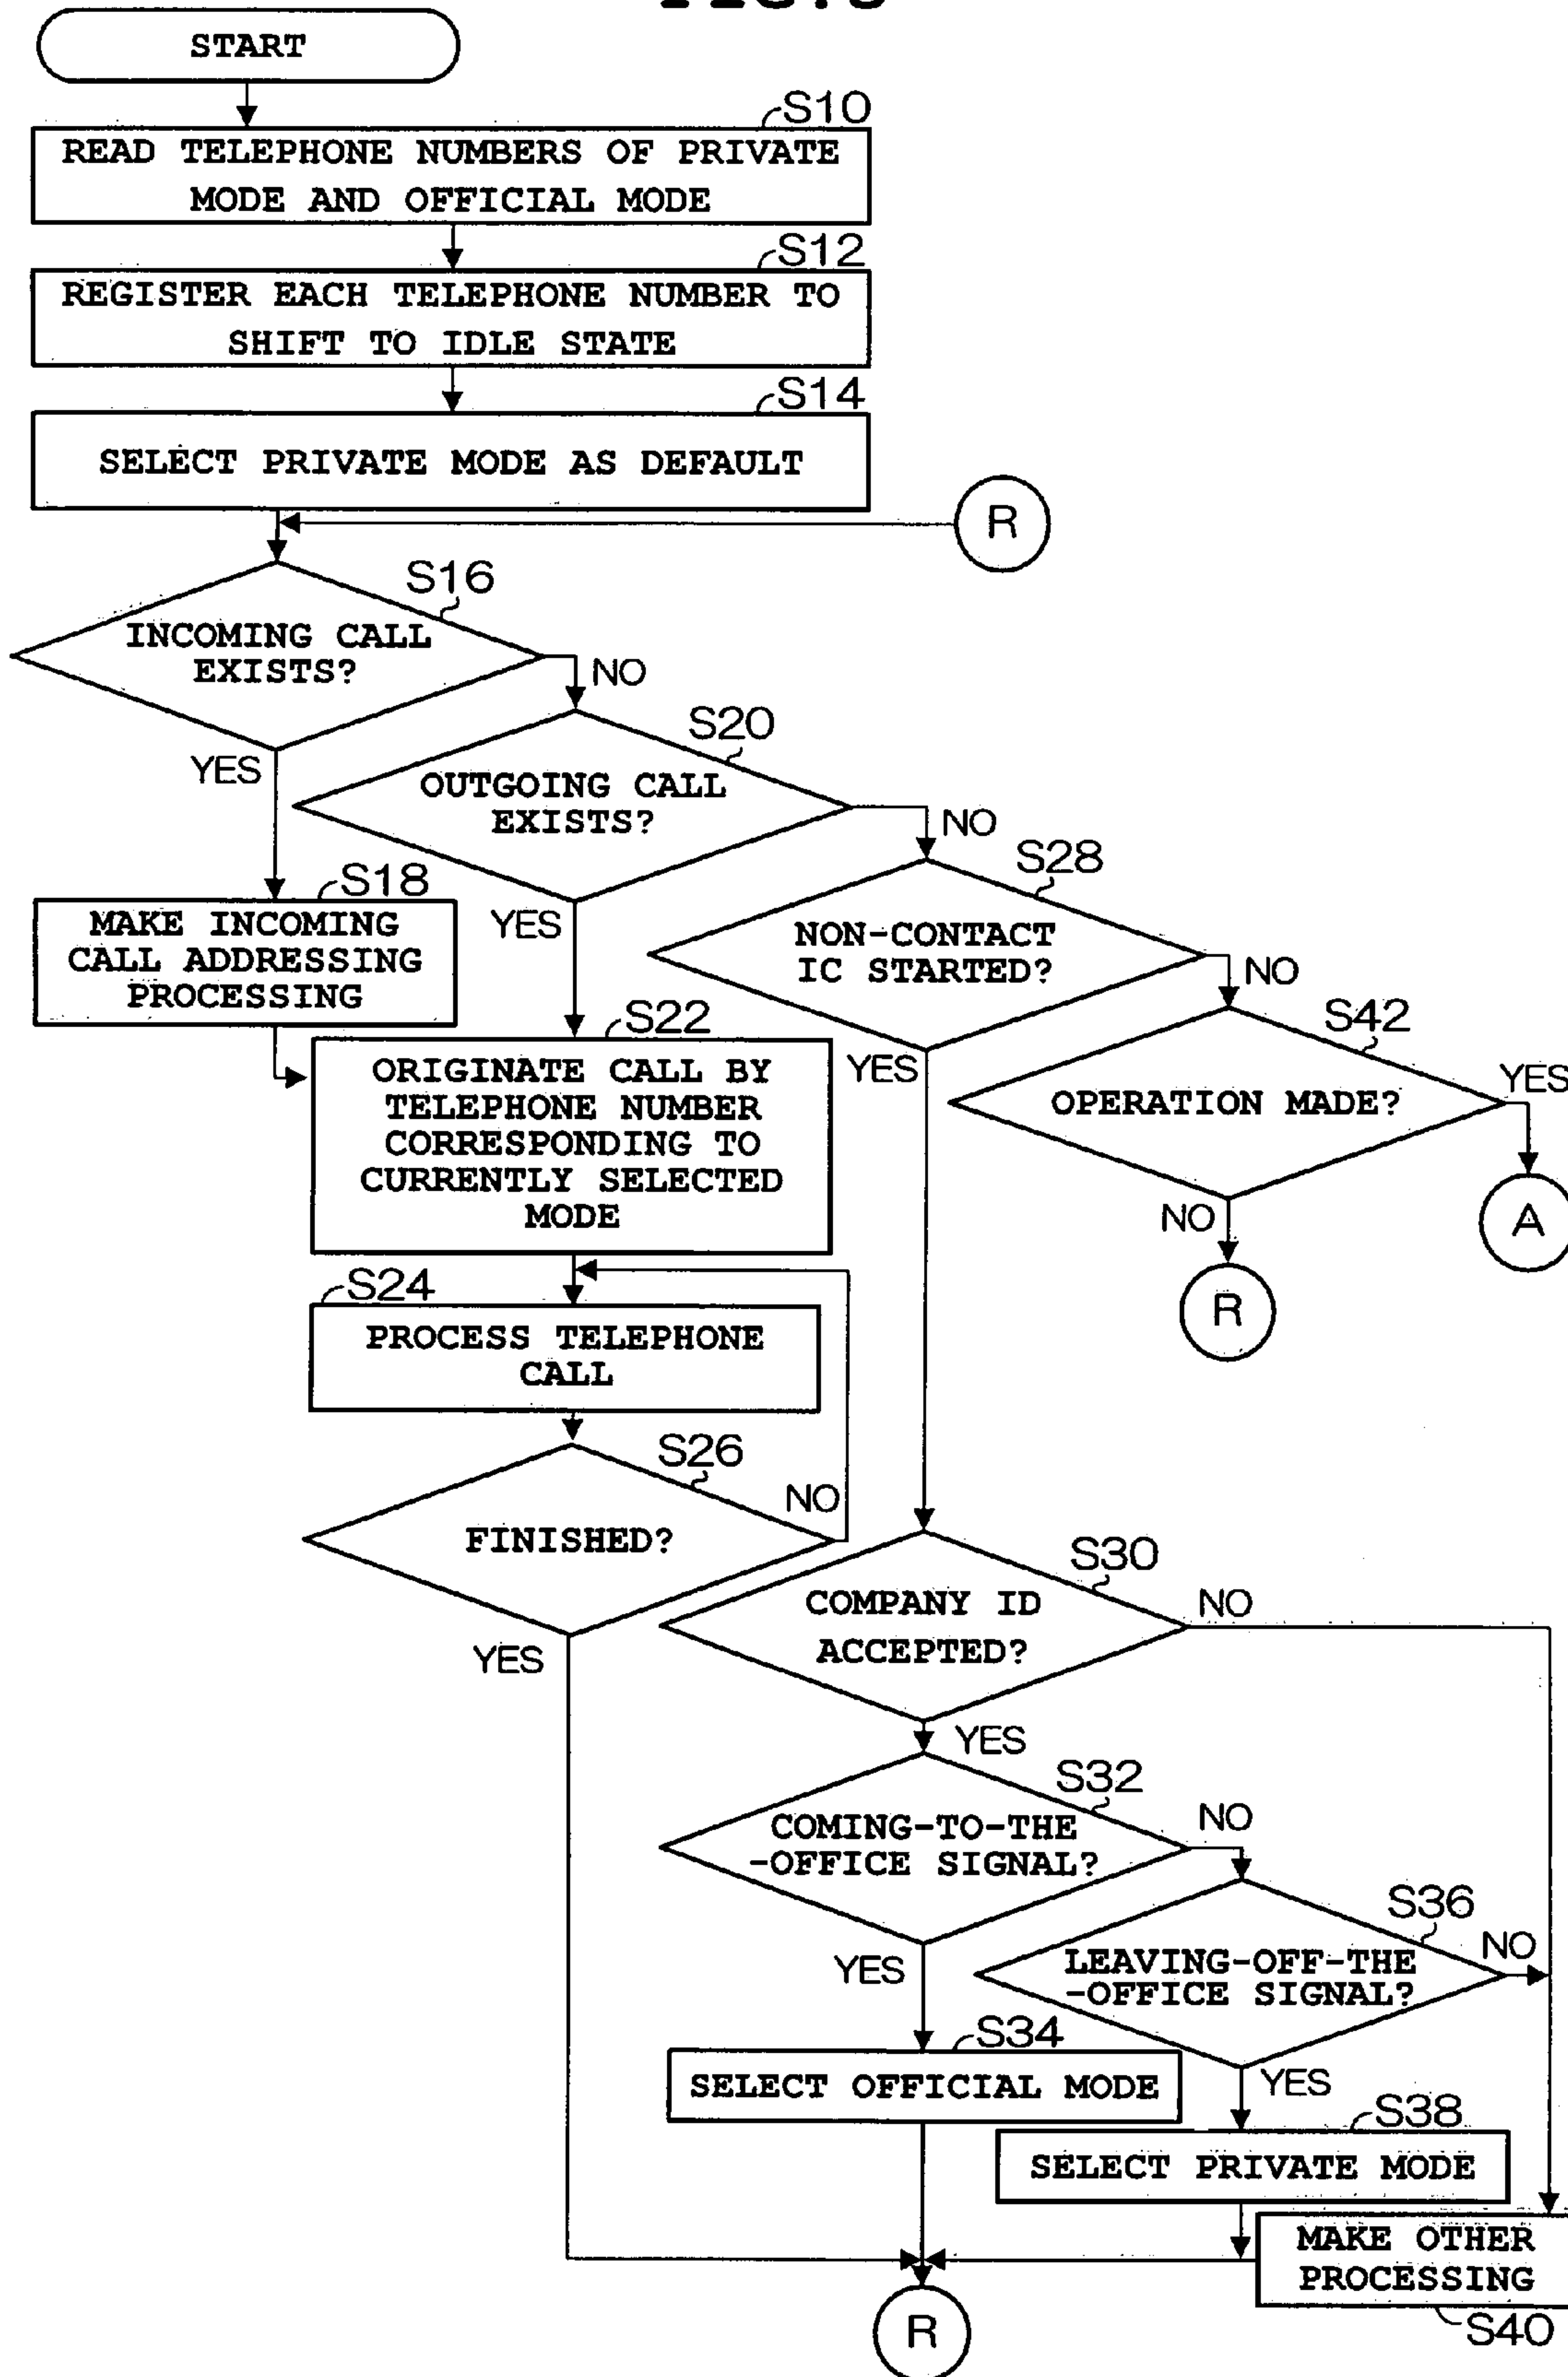 START
S10
READ TELEPHONE NUMBERS OF PRIVATE
MODE AND OFFICIAL MODE
S12
REGISTER EACH TELEPHONE NUMBER TO
SHIFT TO IDLE STATE
S14
SELECT PRIVATE MODE AS DEFAULT
R
S16
INCOMING CALL
EXISTS?
NO
YES
S20
OUTGOING CALL
EXISTS?
NO
YES
S18
MAKE INCOMING
CALL ADDRESSING
PROCESSING
S28
NON-CONTACT
IC STARTED?
NO
YES
S22
ORIGINATE CALL BY
TELEPHONE NUMBER
CORRESPONDING TO
CURRENTLY SELECTED
MODE
S42
OPERATION MADE?
YES
NO
A
R
S24
PROCESS TELEPHONE
CALL
S26
FINISHED?
NO
YES
S30
COMPANY ID
ACCEPTED?
NO
YES
S32
COMING-TO-THE
-OFFICE SIGNAL?
NO
YES
S36
LEAVING-OFF-THE
-OFFICE SIGNAL?
NO
YES
S34
SELECT OFFICIAL MODE
S38
SELECT PRIVATE MODE
MAKE OTHER
PROCESSING
S40
R